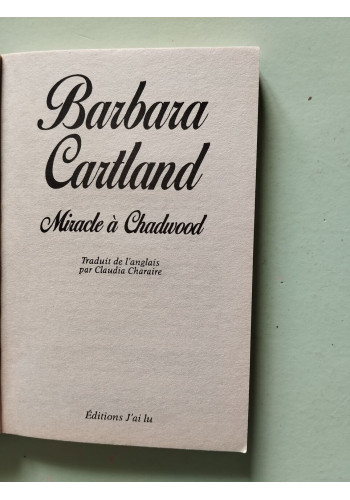 Barbara
Cartland
Miracle à Chadwood
Traduit de l'anglais
par Claudia Charaire
Éditions J'ai lu